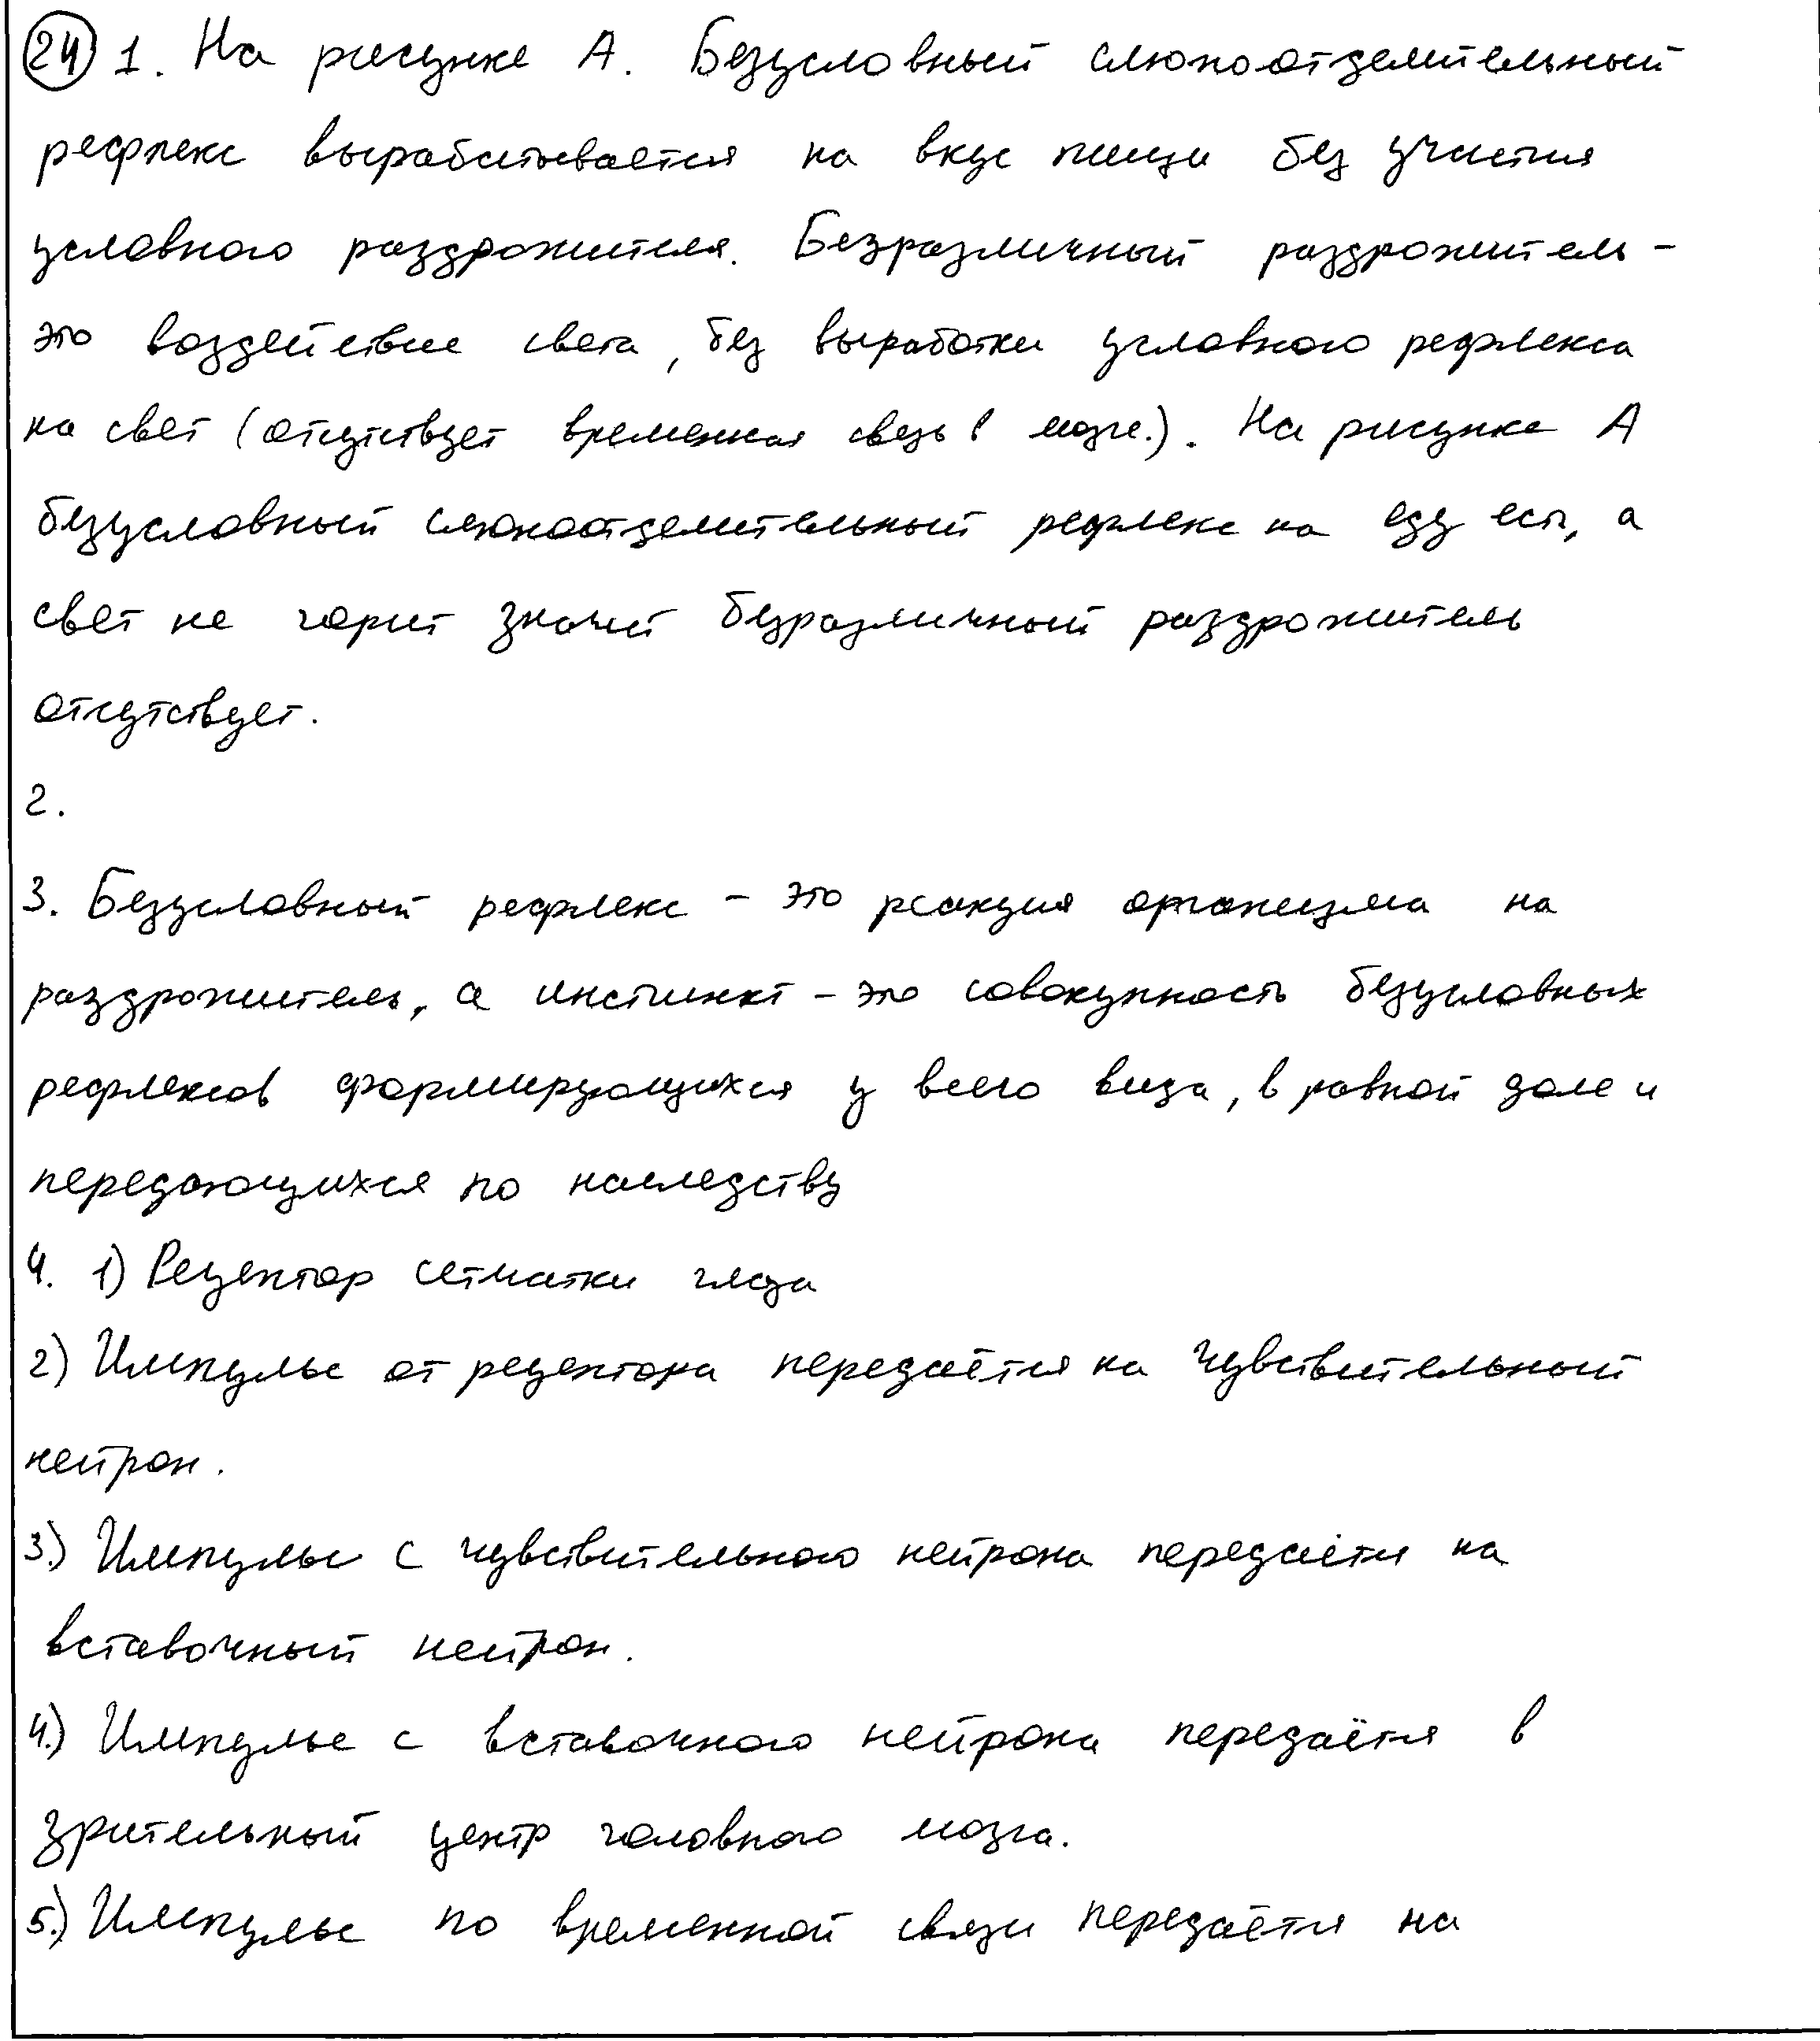 24 1. На рисунке А. Безусловный слюноотделительный
рефлекс вырабатывается на вкус пищи без участия
условного раздрожителя. Безразличный раздрожитель -
это воздействие света, без выработки условного рефлекса
на свет (отсутствует временная связь в мозге.). На рисунке А
безусловный слюноотделительный рефлекс на еду есть, а
свет не горит значит безразличный раздрожитель
отсутствует.
2.
3. Безусловный рефлекс - это реакция организма на
раздрожитель, а инстинкт - это совокупность безусловных
рефлексов формирующихся у всего вида, в равной доле и
передающихся по наследству
4. 1) Рецептор сетчатки глаза
2) Импульс от рецептора передаётся на чувствительный
нейрон.
3.) Импульс с чувствительного нейрона передаётся на
вставочный нейрон.
4.) Импульс с вставочного нейрона передаётся в
зрительный центр головного мозга.
5.) Импульс по временной связи передаётся на